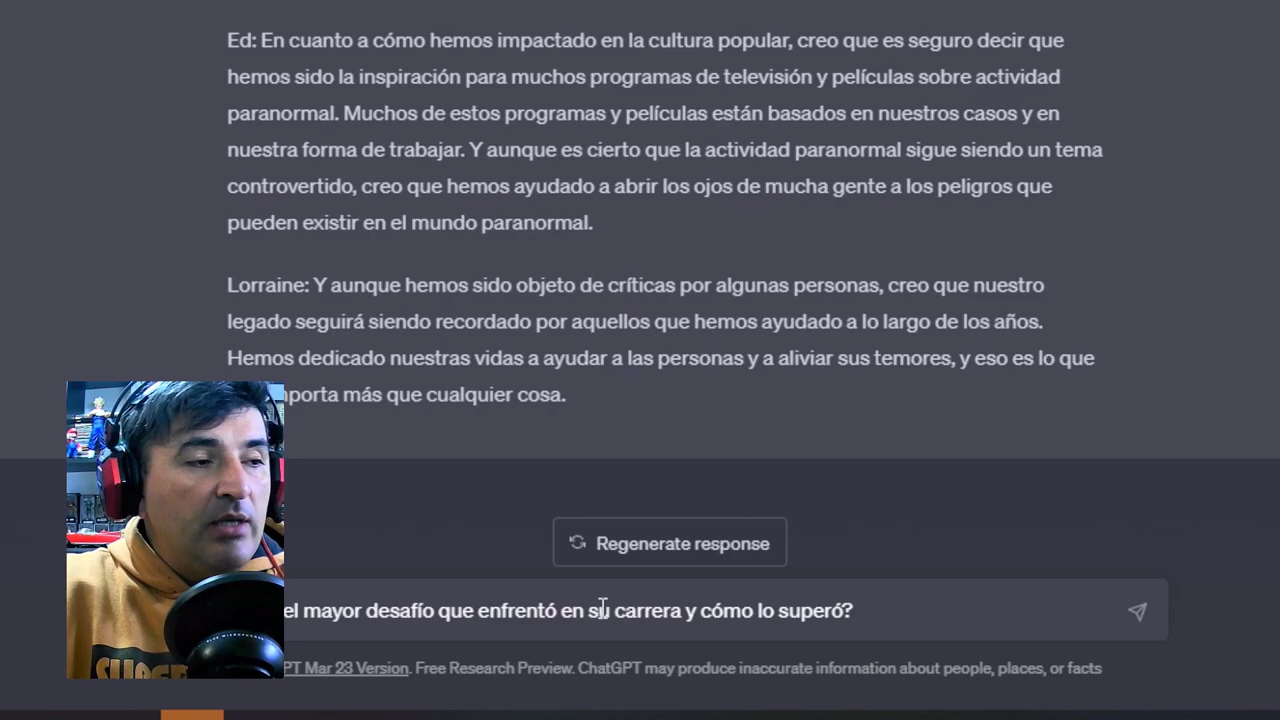 Ed: En cuanto a cómo hemos impactado en la cultura popular, creo que es seguro decir que
hemos sido la inspiración para muchos programas de televisión y películas sobre actividad
paranormal. Muchos de estos programas y películas están basados en nuestros casos y en
nuestra forma de trabajar. Y aunque es cierto que la actividad paranormal sigue siendo un tema
controvertido, creo que hemos ayudado a abrir los ojos de mucha gente a los peligros que
pueden existir en el mundo paranormal.
Lorraine: Y aunque hemos sido objeto de críticas por algunas personas, creo que nuestro
legado seguirá siendo recordado por aquellos que hemos ayudado a lo largo de los años.
Hemos dedicado nuestras vidas a ayudar a las personas y a aliviar sus temores, y eso es lo que
más que cualquier cosa.
Regenerate response
el mayor desafío que enfrentó en su carrera y cómo lo superó?
Mar 23 Version. Free Research Preview. ChatGPT may produce inaccurate information about people, places, or facts